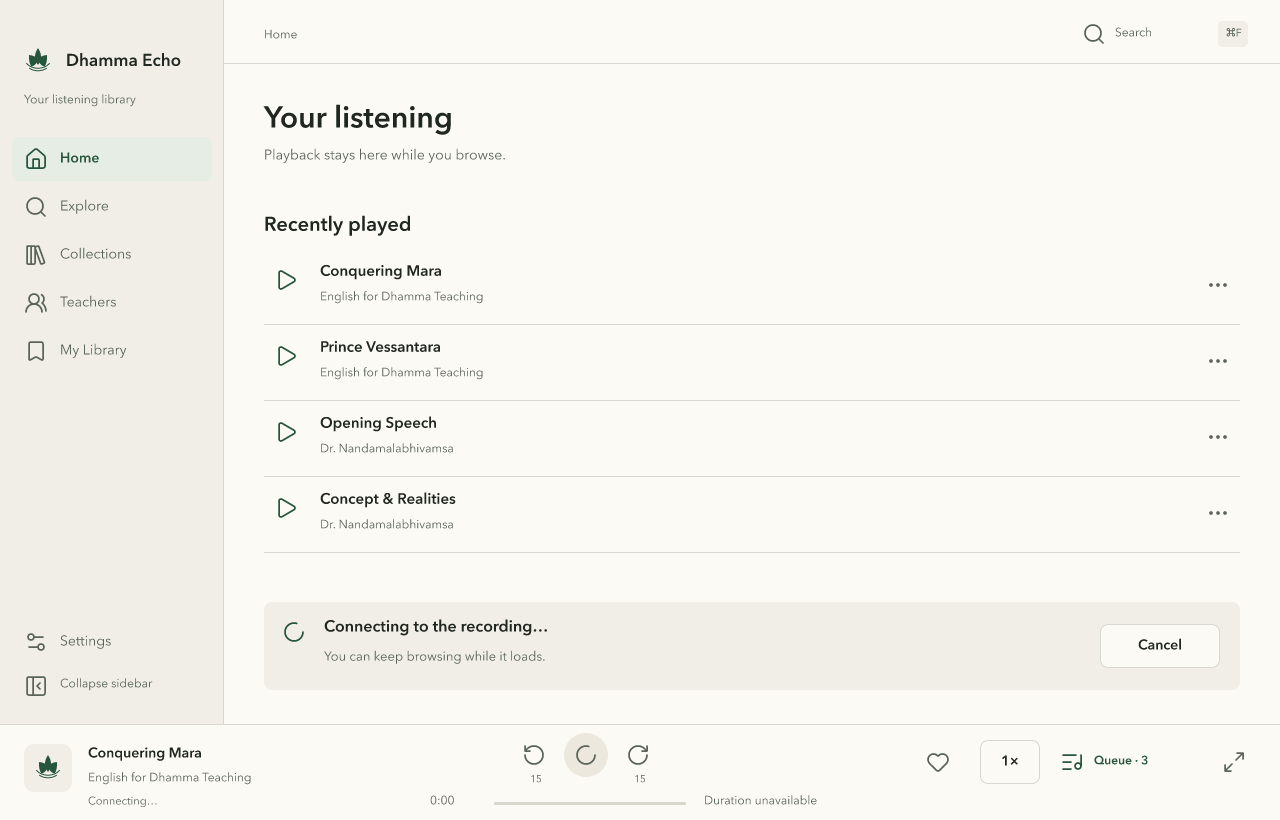 Dhamma Echo
Your listening library
Home
Explore
Collections
Teachers
My Library
Settings
Collapse sidebar
Home
Search
⌘F
Your listening
Playback stays here while you browse.
Recently played
Conquering Mara
English for Dhamma Teaching
Prince Vessantara
English for Dhamma Teaching
Opening Speech
Dr. Nandamalabhivamsa
Concept & Realities
Dr. Nandamalabhivamsa
Connecting to the recording…
You can keep browsing while it loads.
Cancel
Conquering Mara
English for Dhamma Teaching
Connecting…
15
15
0:00
Duration unavailable
1×
Queue · 3